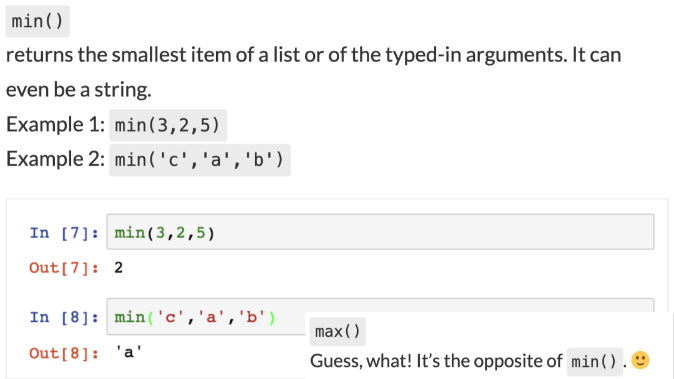 min()
returns the smallest item of a list or of the typed-in arguments. It can
even be a string.
Example 1: min(3,2,5)
Example 2: min('c','a','b')
In [7]: min(3,2,5)
Out[7]: 2
In [8]: min('c','a','b')
Out[8]: 'a'
max()
Guess, what! It’s the opposite of min(). 🙂